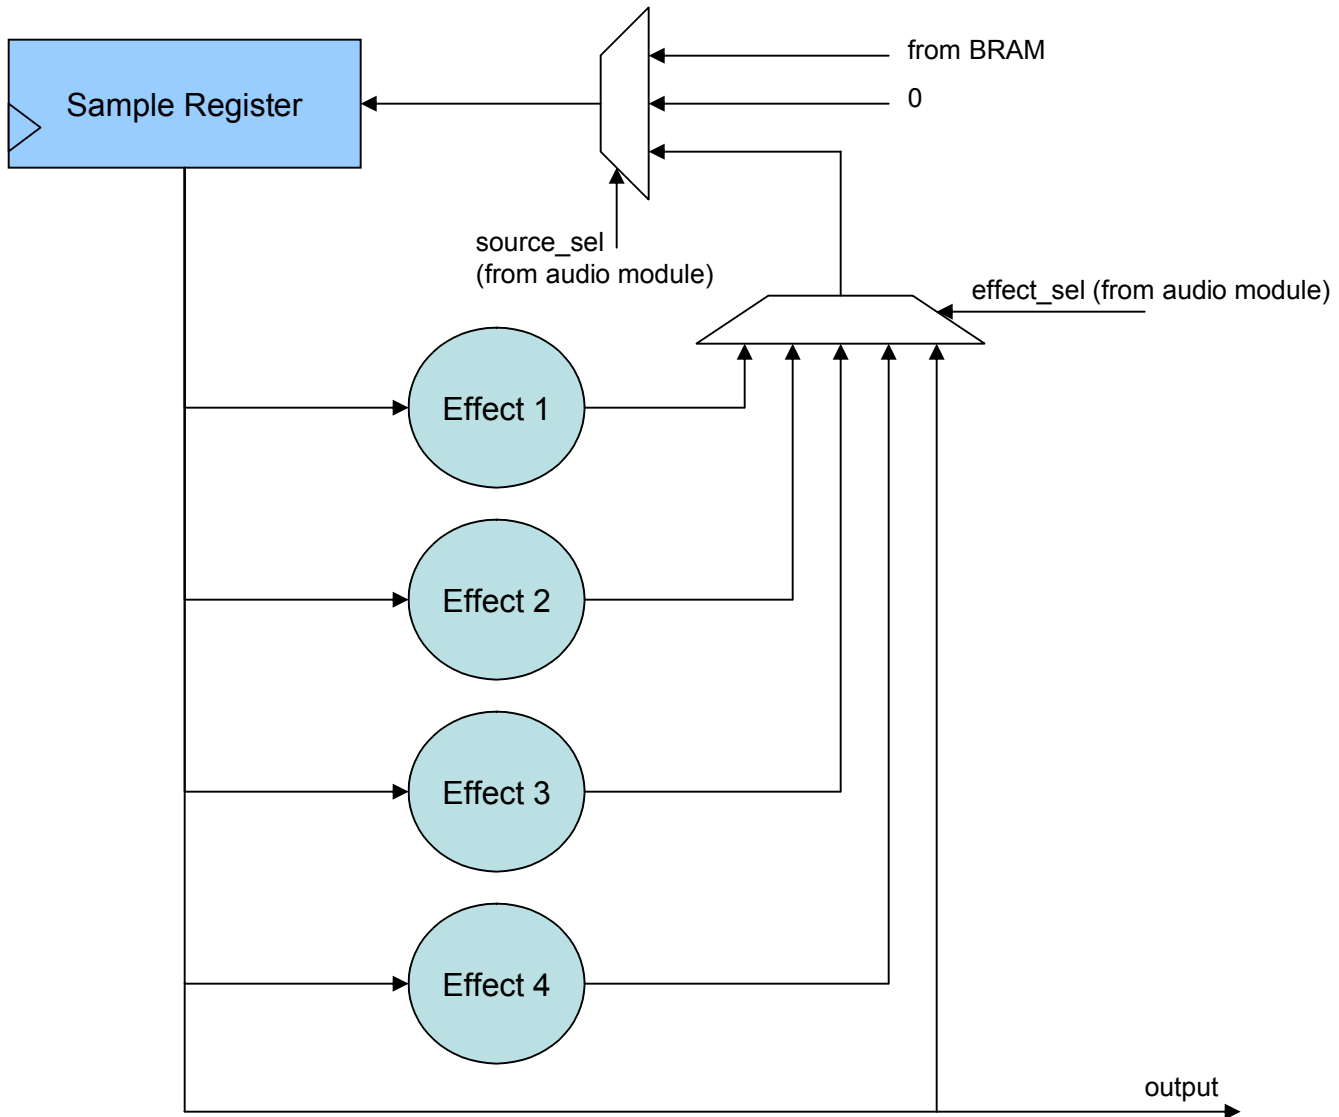 from BRAM
Sample Register
0
source_sel
(from audio module)
effect_sel (from audio module)
Effect 1
Effect 2
Effect 3
Effect 4
output